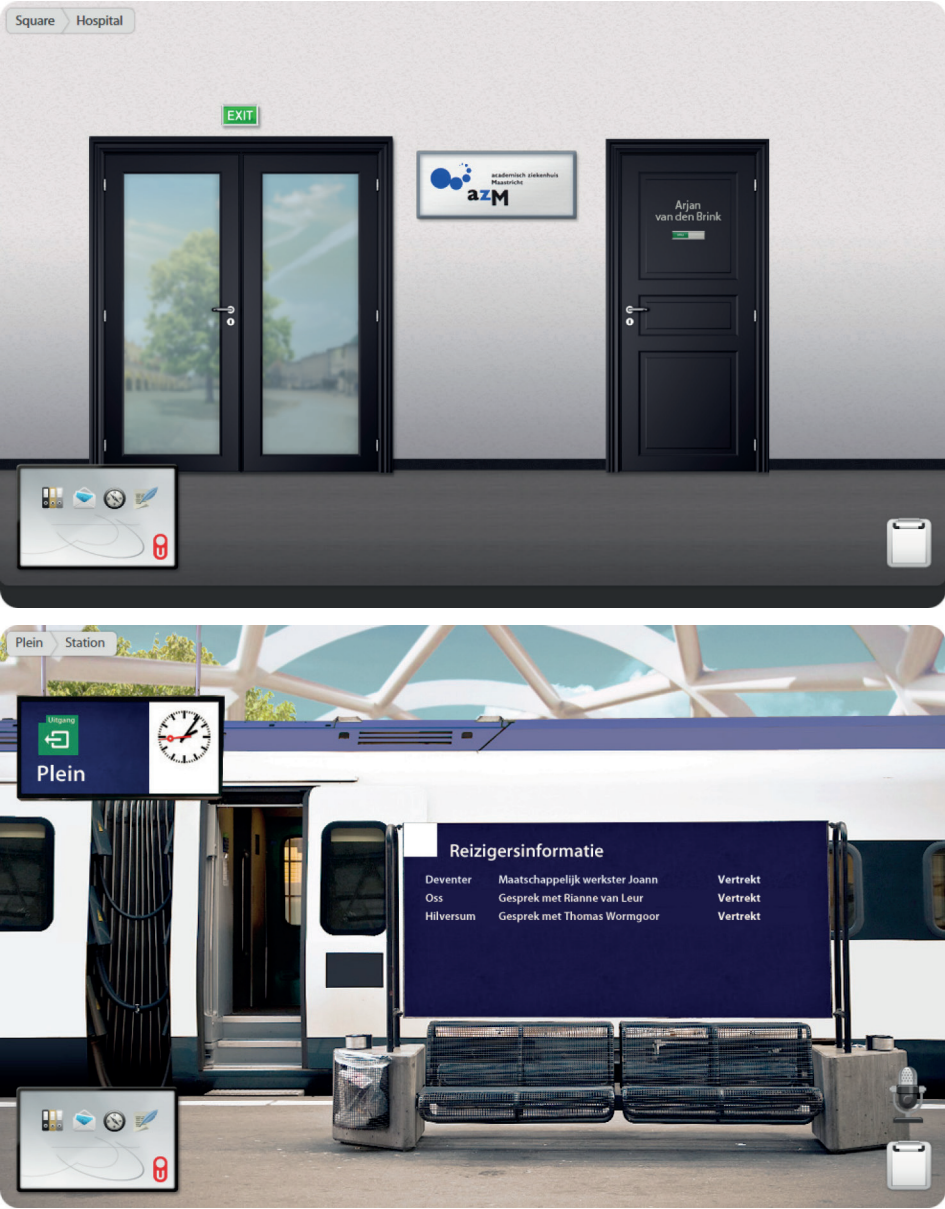 Square
Hospital
EXIT
academisch ziekenhuis
Maastricht
azM
Arjan
van den Brink
Plein
Station
Uitgang
Plein
Reizigersinformatie
Deventer Maatschappelijk werkster Joann Vertrekt
Oss Gesprek met Rianne van Leur Vertrekt
Hilversum Gesprek met Thomas Wormgoor Vertrekt